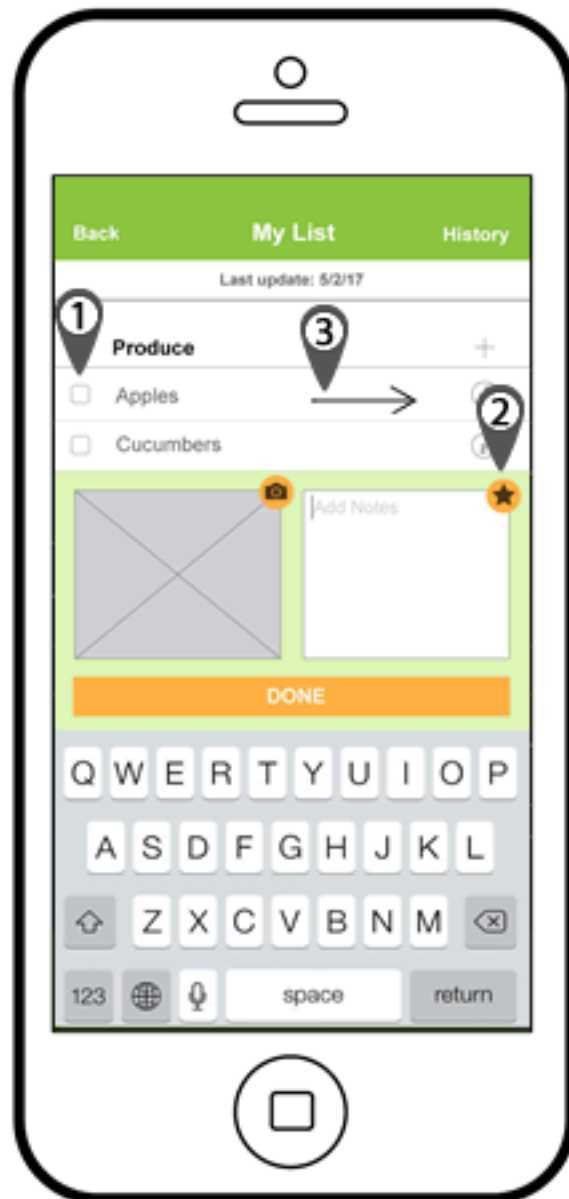 Back My List History
Last update: 5/2/17
1
3
Produce +
Apples
2
Cucumbers
Add Notes
DONE
Q W E R T Y U I O P
A S D F G H J K L
Z X C V B N M
123 space return